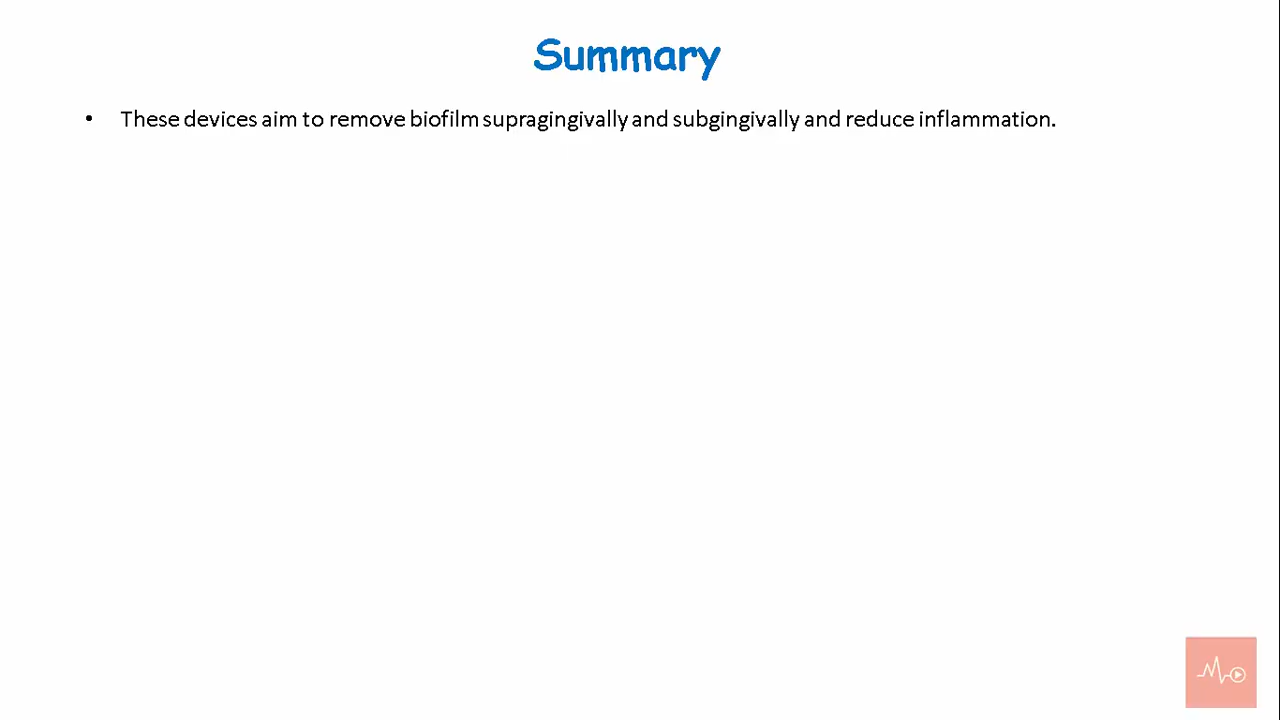 Summary
• These devices aim to remove biofilm supragingivally and subgingivally and reduce inflammation.